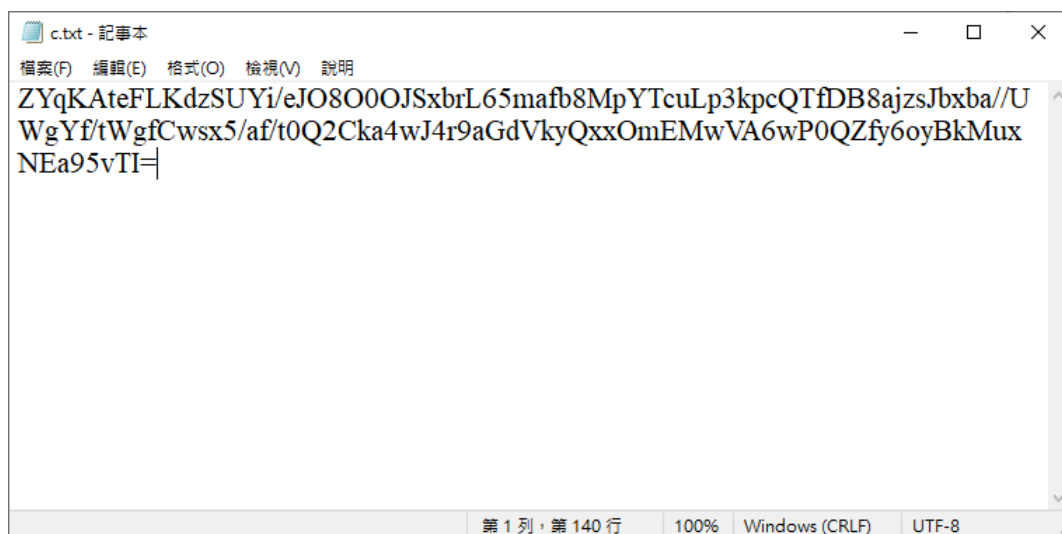 c.txt - 記事本
檔案(F) 編輯(E) 格式(O) 檢視(V) 說明
ZYqKAteFLKdzSUYi/eJO8O0OJSxbrL65mafb8MpYTcuLp3kpcQTfDB8ajzsJbxba//U
WgYf/tWgfCwsx5/af/t0Q2Cka4wJ4r9aGdVkyQxxOmEMwVA6wP0QZfy6oyBkMux
NEa95vTI=
第 1 列，第 140 行 100% Windows (CRLF) UTF-8